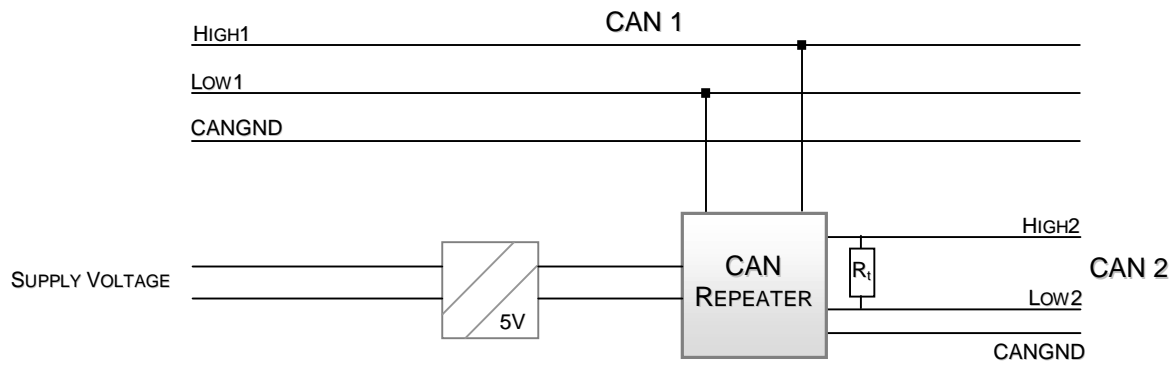 CAN 1
HIGH1
LOW1
CANGND
HIGH2
SUPPLY VOLTAGE
5V
CAN
REPEATER
Rt
CAN 2
LOW2
CANGND